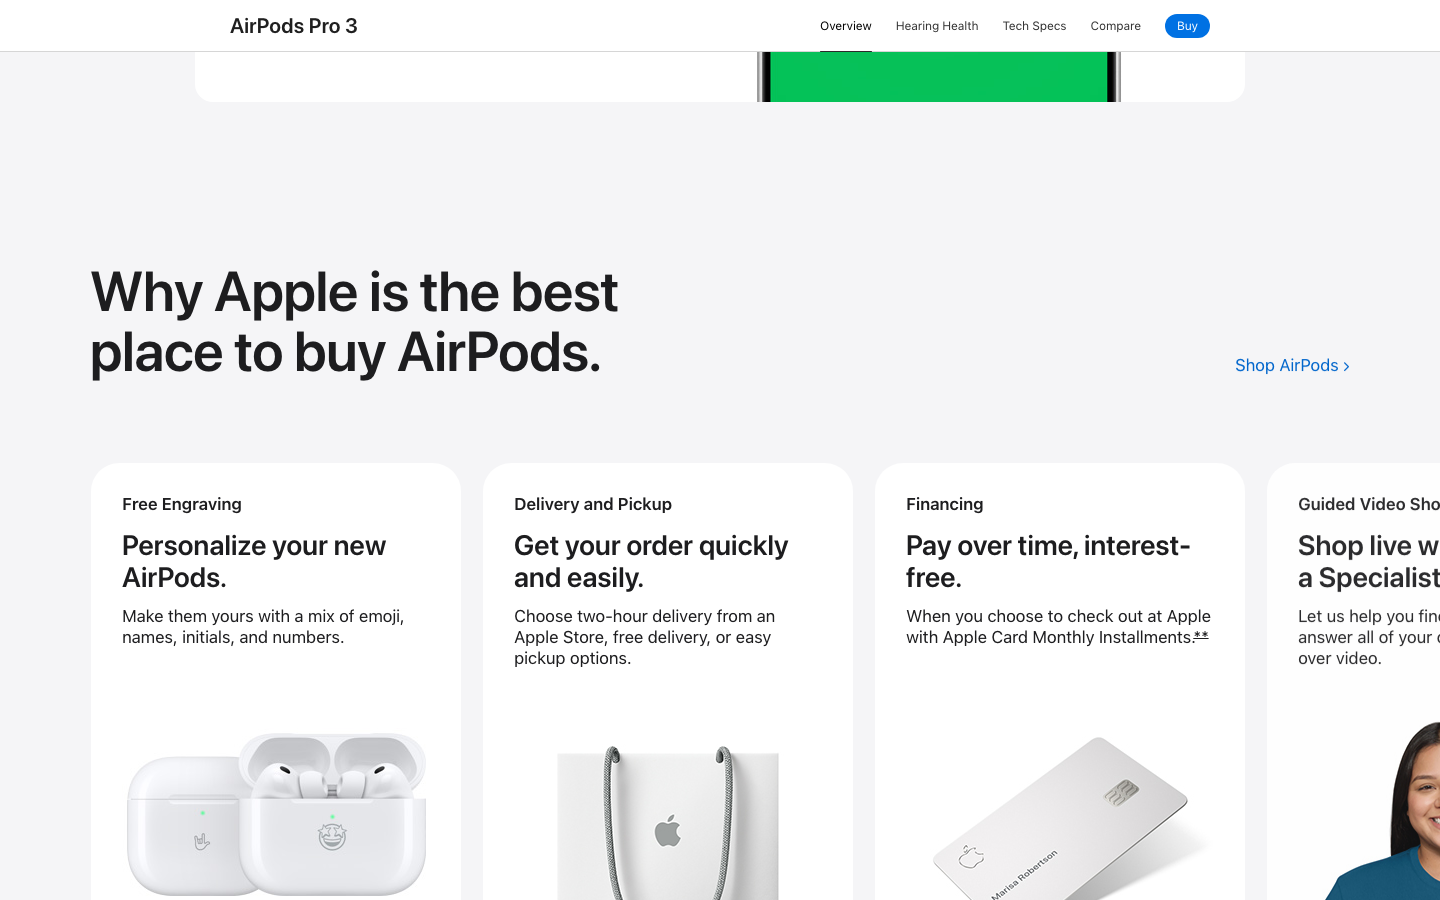 AirPods Pro 3
Overview
Hearing Health
Tech Specs
Compare
Buy
Why Apple is the best
place to buy AirPods.
Shop AirPods >
Free Engraving
Personalize your new
AirPods.
Make them yours with a mix of emoji,
names, initials, and numbers.
Delivery and Pickup
Get your order quickly
and easily.
Choose two-hour delivery from an
Apple Store, free delivery, or easy
pickup options.
Financing
Pay over time, interest-
free.
When you choose to check out at Apple
with Apple Card Monthly Installments.**
Marisa Robertson
Guided Video Sho
Shop live w
a Specialist
Let us help you fin
answer all of your
over video.